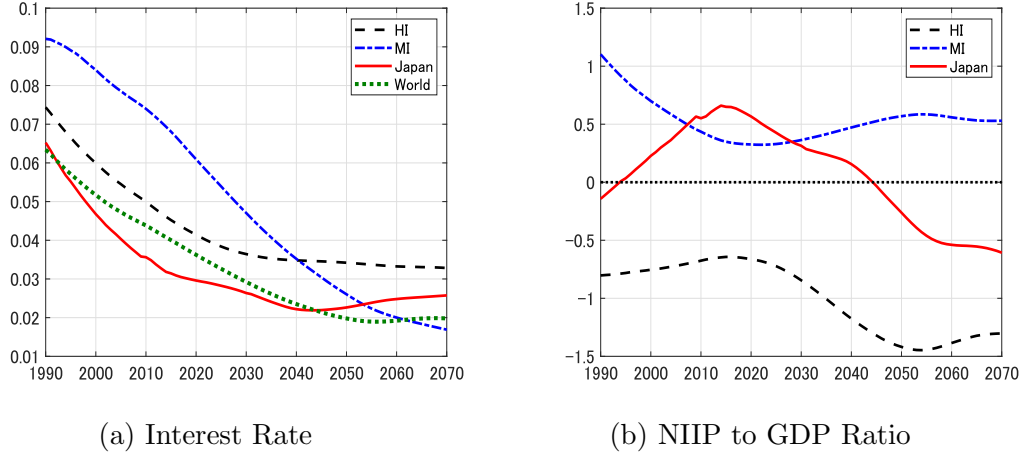 0.1
0.09
0.08
0.07
0.06
0.05
0.04
0.03
0.02
0.01
1990 2000 2010 2020 2030 2040 2050 2060 2070
HI
MI
Japan
World
(a) Interest Rate
1.5
1
0.5
0
-0.5
-1
-1.5
1990 2000 2010 2020 2030 2040 2050 2060 2070
HI
MI
Japan
(b) NIIP to GDP Ratio